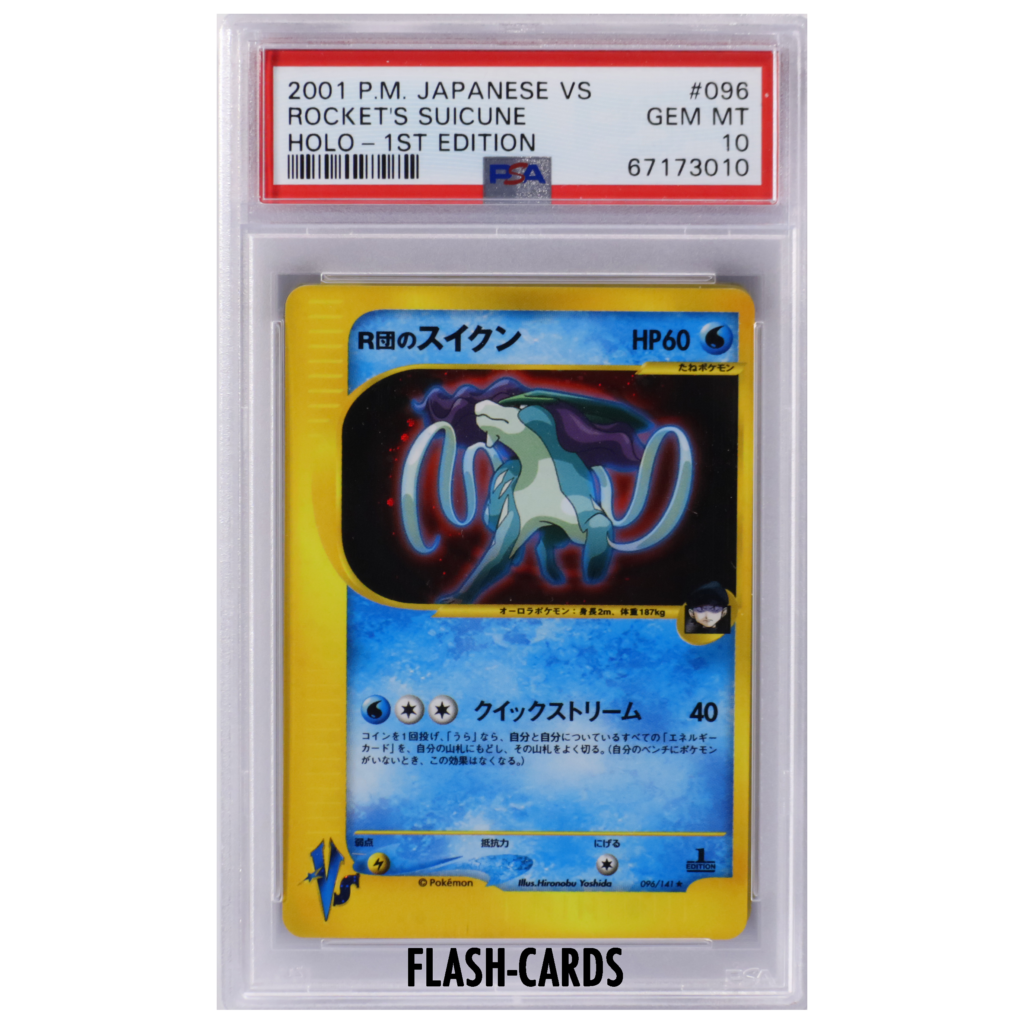 2001 P.M. JAPANESE VS #096
ROCKET'S SUICUNE GEM MT
HOLO – 1ST EDITION 10
67173010
PSA
R団のスイクン HP60
たねポケモン
オーロラポケモン：身長2m、体重187kg
クイックストリーム 40
コインを1回投げ、「うら」なら、自分と自分についているすべての「エネルギー
カード」を、自分の山札にもどし、その山札をよく切る。（自分のベンチにポケモン
がいないとき、この効果はなくなる。）
弱点 抵抗力 にげる
1
EDITION
VS
©Pokémon Illus.Hironobu Yoshida 096/141★
FLASH-CARDS
PSA